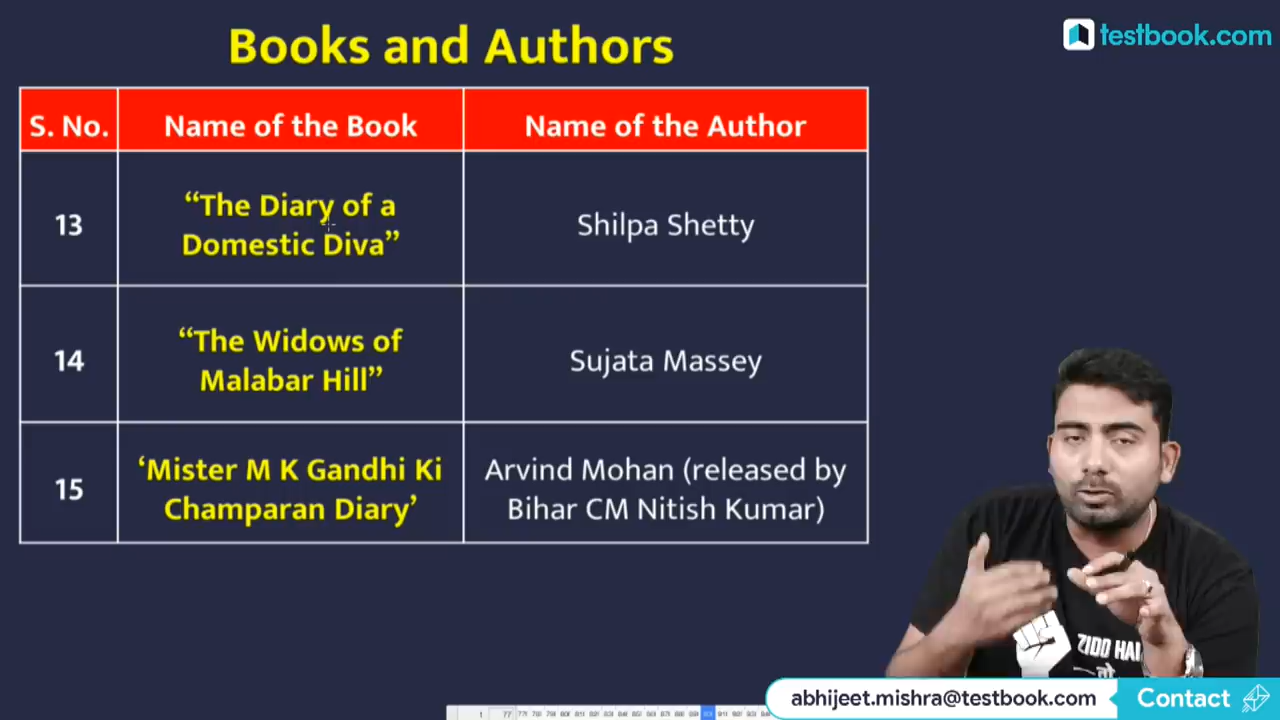 Books and Authors
testbook.com
S. No. Name of the Book Name of the Author
13 “The Diary of a Domestic Diva” Shilpa Shetty
14 “The Widows of Malabar Hill” Sujata Massey
15 ‘Mister M K Gandhi Ki Champaran Diary’ Arvind Mohan (released by Bihar CM Nitish Kumar)
ZIDD HAI
abhijeet.mishra@testbook.com Contact